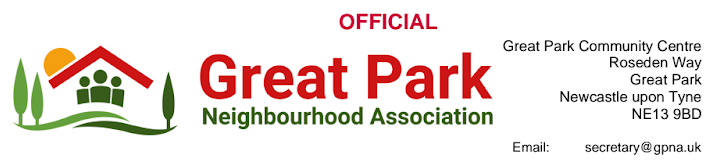 OFFICIAL
Great Park
Neighbourhood Association
Great Park Community Centre
Roseden Way
Great Park
Newcastle upon Tyne
NE13 9BD
Email: secretary@gpna.uk